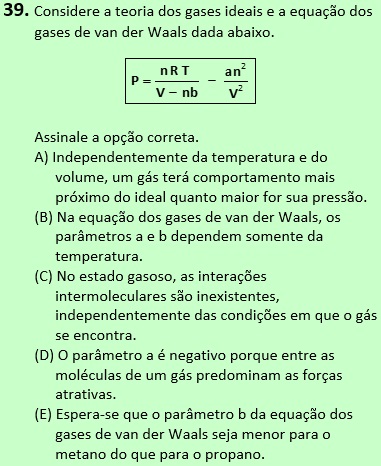 39. Considere a teoria dos gases ideais e a equação dos
gases de van der Waals dada abaixo.
P = nRT / (V − nb) − an² / V²
Assinale a opção correta.
A) Independentemente da temperatura e do
volume, um gás terá comportamento mais
próximo do ideal quanto maior for sua pressão.
(B) Na equação dos gases de van der Waals, os
parâmetros a e b dependem somente da
temperatura.
(C) No estado gasoso, as interações
intermoleculares são inexistentes,
independentemente das condições em que o gás
se encontra.
(D) O parâmetro a é negativo porque entre as
moléculas de um gás predominam as forças
atrativas.
(E) Espera-se que o parâmetro b da equação dos
gases de van der Waals seja menor para o
metano do que para o propano.